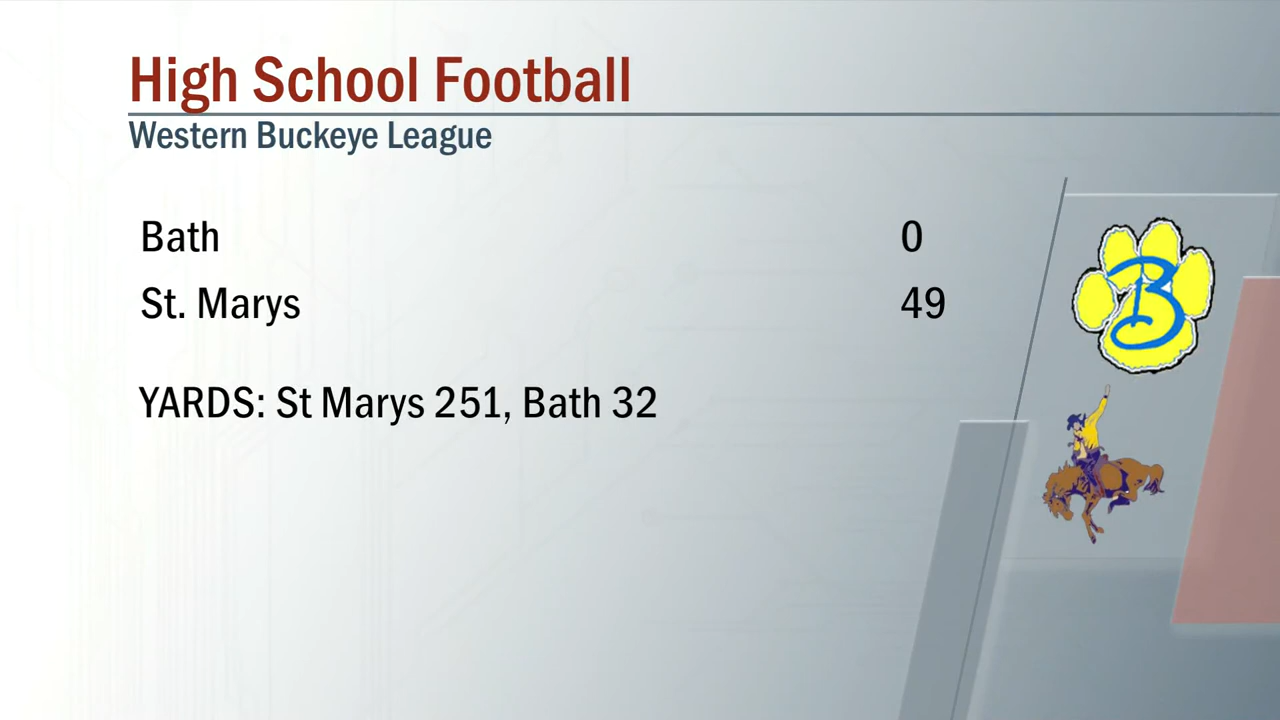 High School Football
Western Buckeye League
Bath 0
St. Marys 49
YARDS: St Marys 251, Bath 32
B